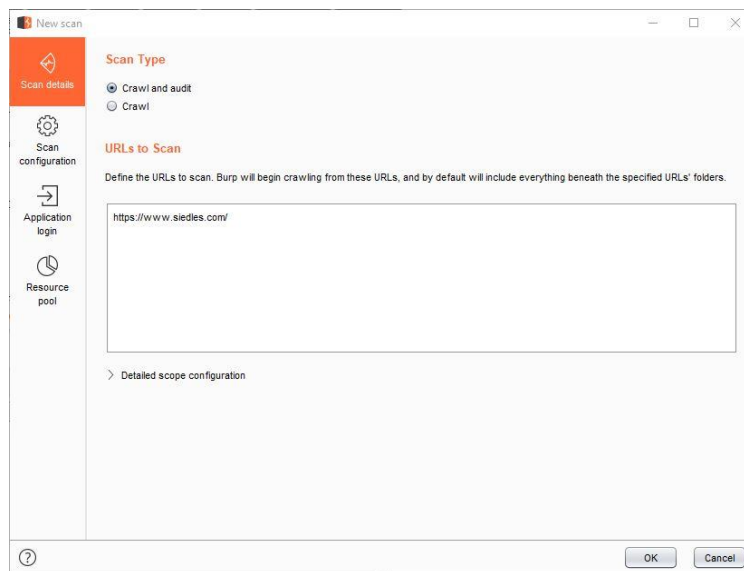 New scan
Scan details
Scan
configuration
Application
login
Resource
pool
Scan Type
Crawl and audit
Crawl
URLs to Scan
Define the URLs to scan. Burp will begin crawling from these URLs, and by default will include everything beneath the specified URLs' folders.
https://www.siedles.com/
Detailed scope configuration
?
OK
Cancel